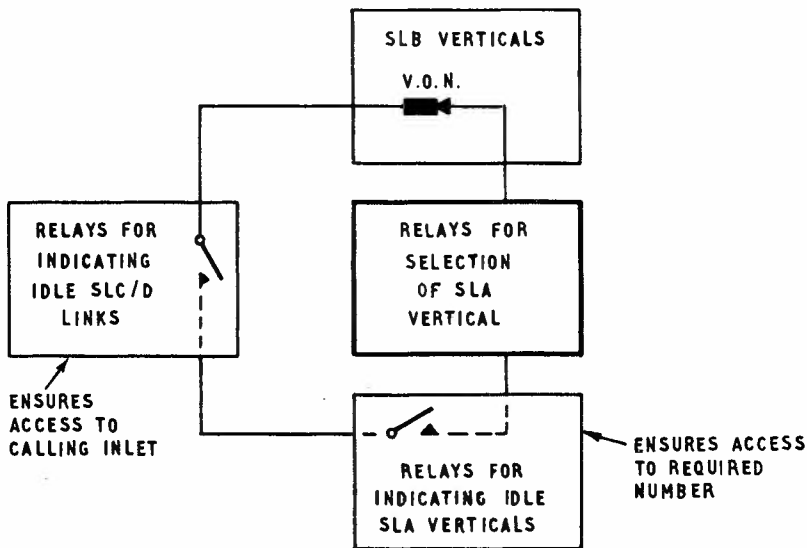 SLB VERTICALS
V.O.N.
RELAYS FOR
INDICATING
IDLE SLC/D
LINKS
RELAYS FOR
SELECTION
OF SLA
VERTICAL
ENSURES
ACCESS TO
CALLING INLET
RELAYS FOR
INDICATING IDLE
SLA VERTICALS
ENSURES ACCESS
TO REQUIRED
NUMBER